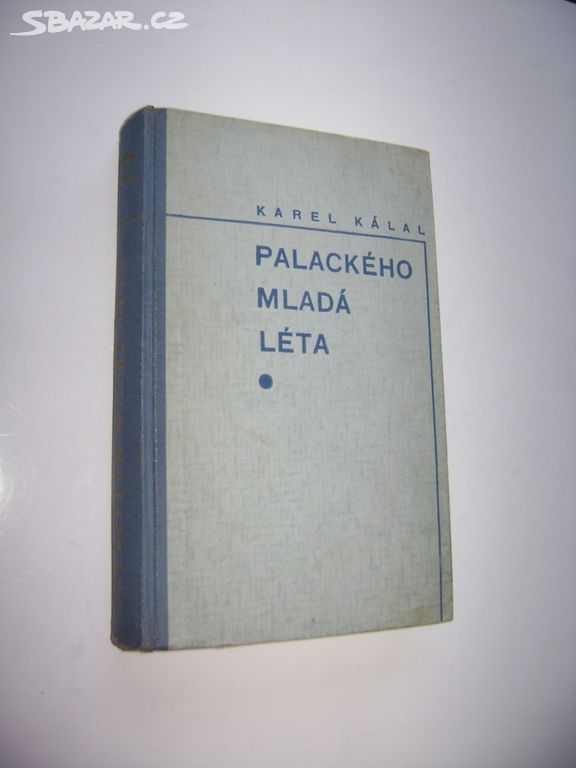 SBAZAR.CZ
KAREL KÁLAL
PALACKÉHO
MLADÁ
LÉTA